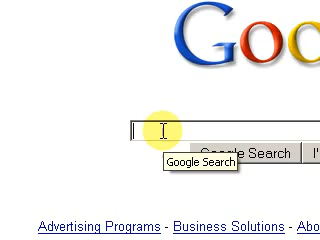 Goo
Google Search I'
Google Search
Advertising Programs - Business Solutions - Abo